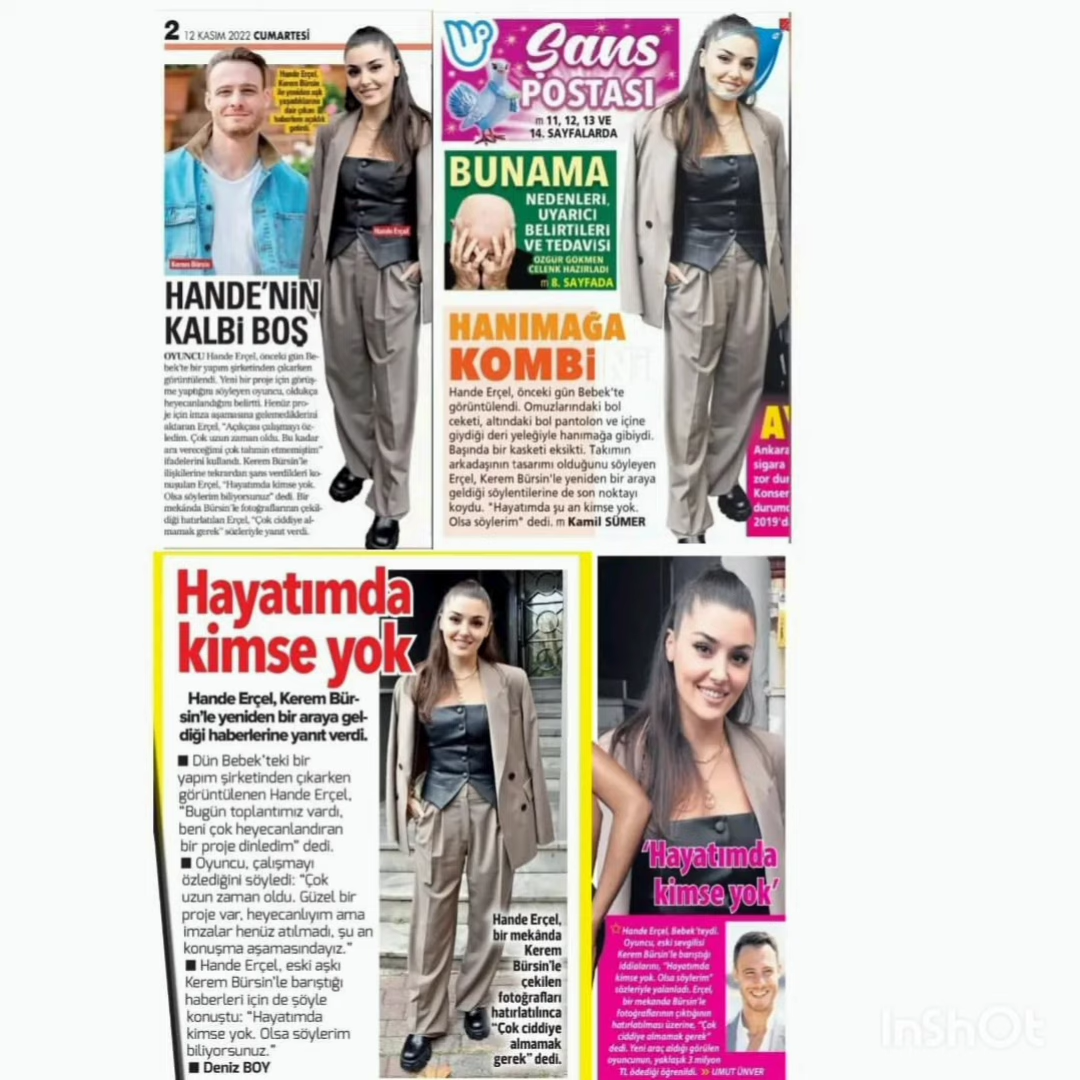 2 12 KASIM 2022 CUMARTESİ
Hande Erçel,
Kerem Bürsin
ile yeniden aşk
yaşadıklarına
dair çıkan
haberlere açıklık
getirdi.
Kerem Bürsin
Hande Erçel
HANDE'NİN
KALBİ BOŞ
OYUNCU Hande Erçel, önceki gün Be-
bek'te bir yapım şirketinden çıkarken
görüntülendi. Yeni bir proje için görüş-
me yaptığını söyleyen oyuncu, oldukça
heyecanlandığını belirtti. Henüz pro-
je için imza aşamasına gelemediklerini
aktaran Erçel, "Açıkçası çalışmayı öz-
ledim. Çok uzun zaman oldu. Bu kadar
ara vereceğimi çok tahmin etmemiştim"
ifadelerini kullandı. Kerem Bürsin'le
ilişkilerine tekrardan şans verdikleri ko-
nuşulan Erçel, "Hayatımda kimse yok.
Olsa söylerim biliyorsunuz" dedi. Bir
mekânda Bürsin'le fotoğraflarının çekil-
diği hatırlatılan Erçel, "Çok ciddiye al-
mamak gerek" sözleriyle yanıt verdi.
Şans
POSTASI
m 11, 12, 13 VE
14. SAYFALARDA
BUNAMA
NEDENLERİ,
UYARICI
BELİRTİLERİ
VE TEDAVİSİ
ÖZGÜR GÖKMEN
ÇELENK HAZIRLADI
m 8. SAYFADA
HANIMAĞA
KOMBİNİ
Hande Erçel, önceki gün Bebek'te
görüntülendi. Omuzlarındaki bol
ceketi, altındaki bol pantolon ve içine
giydiği deri yeleğiyle hanımağa gibiydi.
Başında bir kasketi eksikti. Takımın
arkadaşının tasarımı olduğunu söyleyen
Erçel, Kerem Bürsin'le yeniden bir araya
geldiği söylentilerine de son noktayı
koydu. "Hayatımda şu an kimse yok.
Olsa söylerim" dedi. m Kamil SÜMER
AY
Ankara
sigara
zor du
Konser
durumo
2019'd
Hayatımda
kimse yok
Hande Erçel, Kerem Bür-
sin'le yeniden bir araya gel-
diği haberlerine yanıt verdi.
■ Dün Bebek'teki bir
yapım şirketinden çıkarken
görüntülenen Hande Erçel,
"Bugün toplantımız vardı,
beni çok heyecanlandıran
bir proje dinledim" dedi.
■ Oyuncu, çalışmayı
özlediğini söyledi: "Çok
uzun zaman oldu. Güzel bir
proje var, heyecanlıyım ama
imzalar henüz atılmadı, şu an
konuşma aşamasındayız."
■ Hande Erçel, eski aşkı
Kerem Bürsin'le barıştığı
haberleri için de şöyle
konuştu: "Hayatımda
kimse yok. Olsa söylerim
biliyorsunuz."
■ Deniz BOY
Hande Erçel,
bir mekânda
Kerem
Bürsin'le
çekilen
fotoğrafları
hatırlatılınca
"Çok ciddiye
almamak
gerek" dedi.
'Hayatımda
kimse yok'
Hande Erçel, Bebek'teydi.
Oyuncu, eski sevgilisi
Kerem Bürsin'le barıştığı
iddialarını, "Hayatımda
kimse yok. Olsa söylerim"
sözleriyle yalanladı. Erçel,
bir mekanda Bürsin'le
fotoğraflarının çıktığının
hatırlatılması üzerine, "Çok
ciddiye almamak gerek"
dedi. Yeni araç aldığı görülen
oyuncunun, yaklaşık 3 milyon
TL ödediği öğrenildi. » UMUT ÜNVER
InShOt